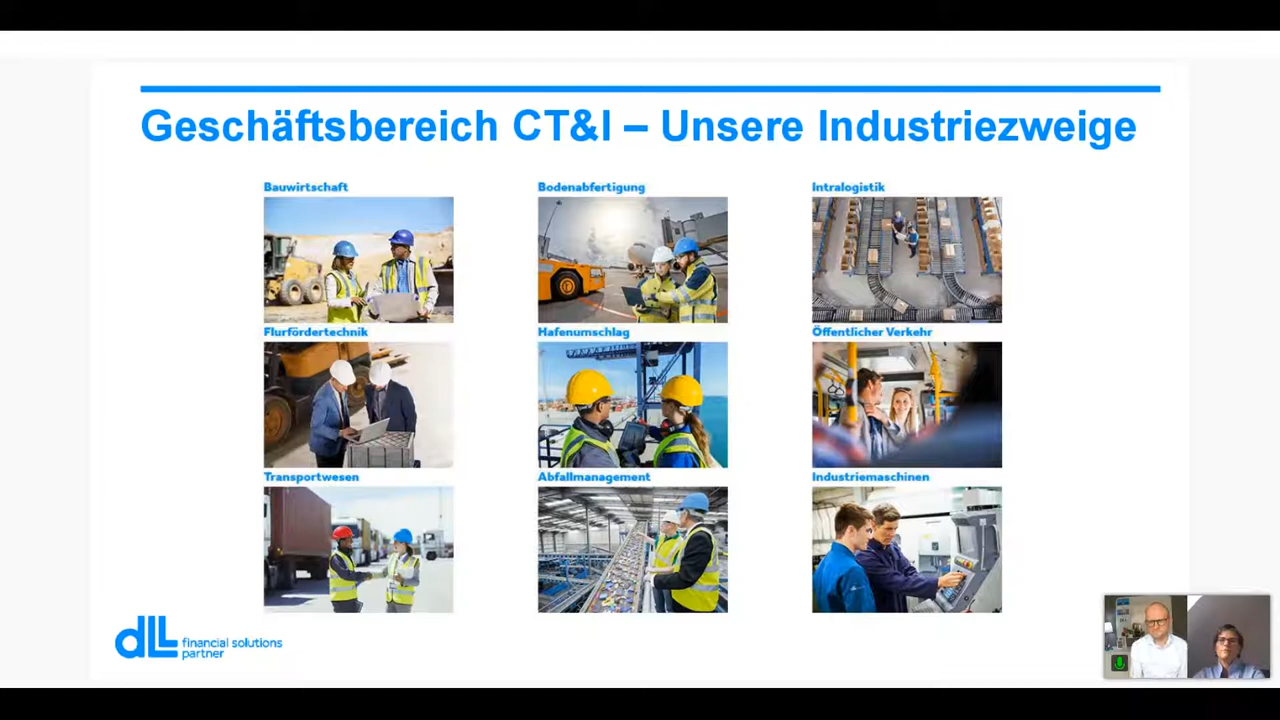 Geschäftsbereich CT&I – Unsere Industriezweige
Bauwirtschaft
Bodenabfertigung
Intralogistik
Flurfördertechnik
Hafenumschlag
Öffentlicher Verkehr
Transportwesen
Abfallmanagement
Industriemaschinen
dLL financial solutions
partner